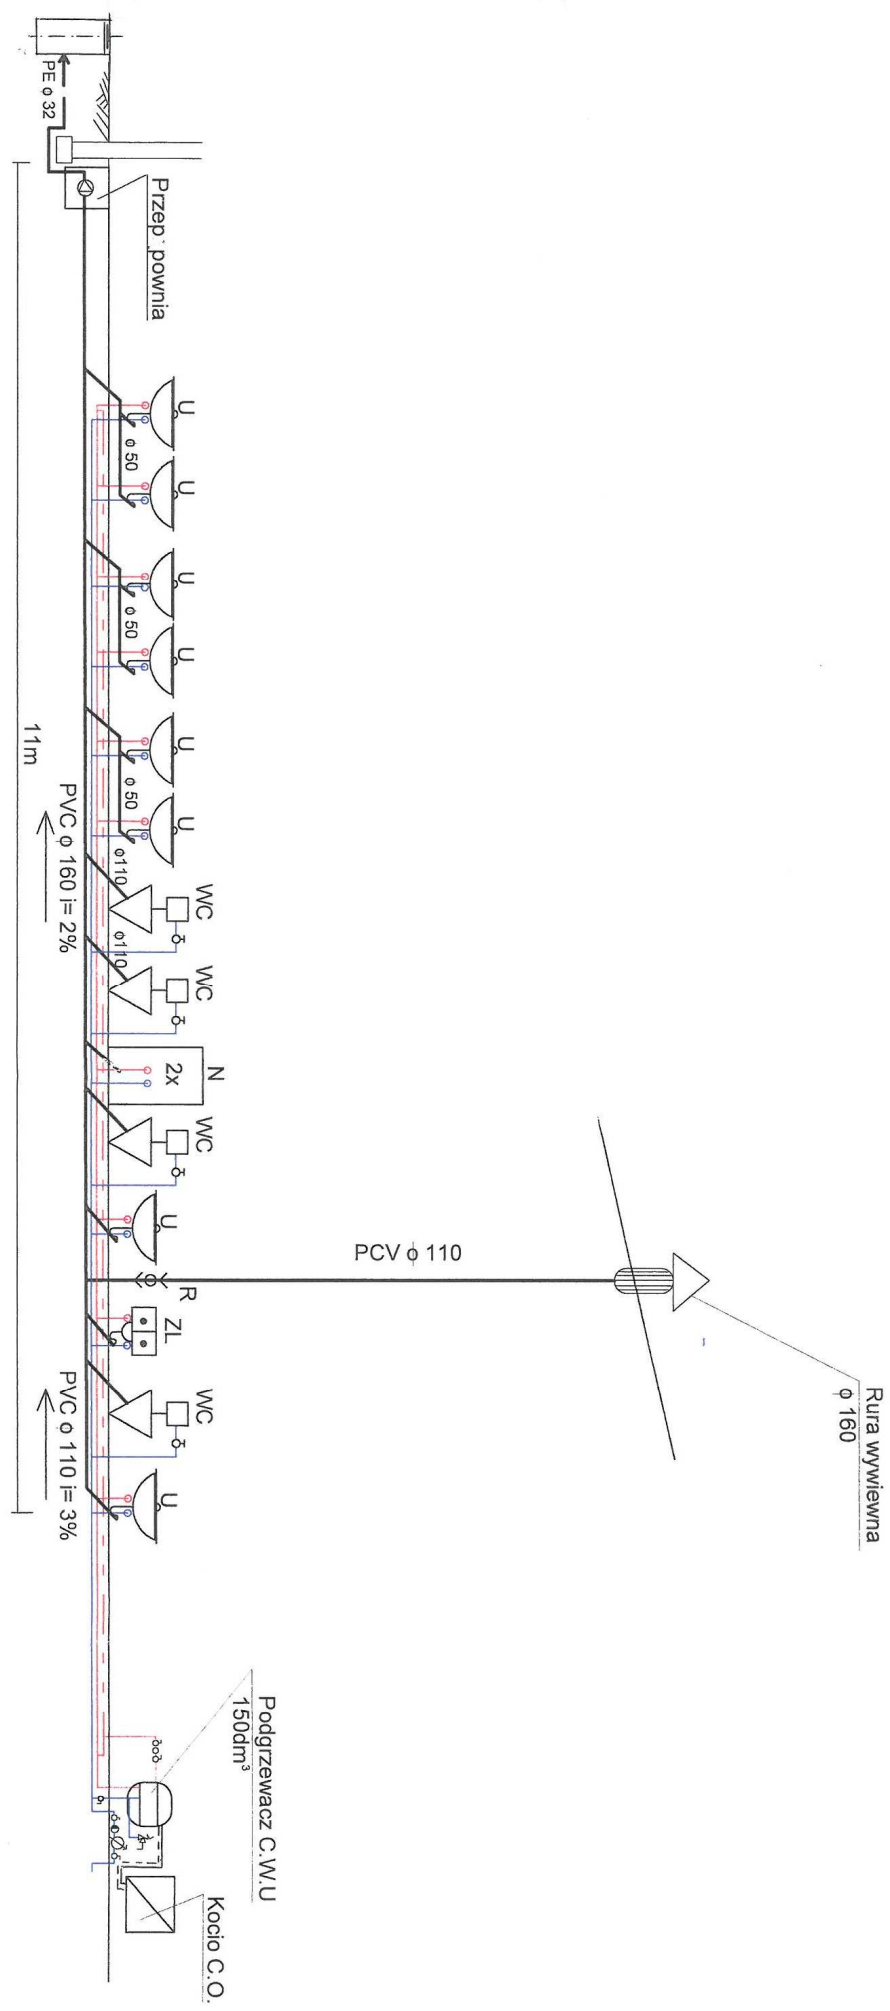 PE ϕ 32
Przep pownia
U
ϕ 50
U
U
ϕ 50
U
U
ϕ 50
U
11m
PVC ϕ 160 i= 2%
ϕ110
WC
ϕ110
WC
N
2x
WC
U
PCV ϕ 110
R
ZL
WC
U
PVC ϕ 110 i= 3%
Rura wywiewna
ϕ 160
Podgrzewacz C.W.U
150dm³
Kocio C.O.